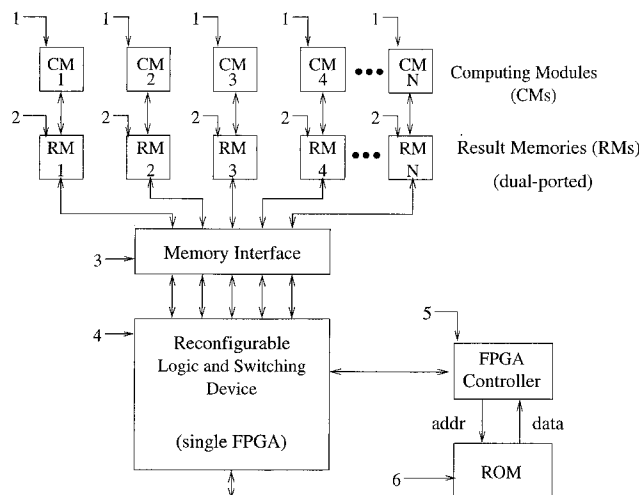 1 1 1 1 1
CM 1 CM 2 CM 3 CM 4 CM N
Computing Modules (CMs)
2 2 2 2 2
RM 1 RM 2 RM 3 RM 4 RM N
Result Memories (RMs)
(dual-ported)
3
Memory Interface
4
Reconfigurable
Logic and Switching
Device
(single FPGA)
5
FPGA
Controller
addr data
6
ROM